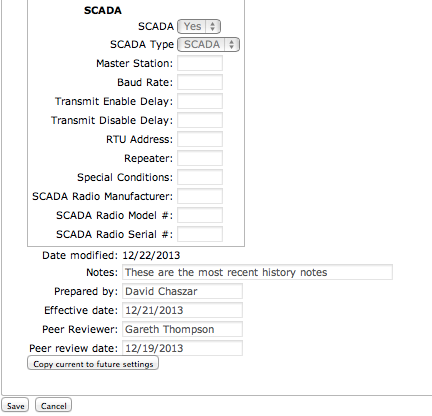 SCADA
SCADA Yes
SCADA Type SCADA
Master Station:
Baud Rate:
Transmit Enable Delay:
Transmit Disable Delay:
RTU Address:
Repeater:
Special Conditions:
SCADA Radio Manufacturer:
SCADA Radio Model #:
SCADA Radio Serial #:
Date modified: 12/22/2013
Notes: These are the most recent history notes
Prepared by: David Chaszar
Effective date: 12/21/2013
Peer Reviewer: Gareth Thompson
Peer review date: 12/19/2013
Copy current to future settings
Save Cancel